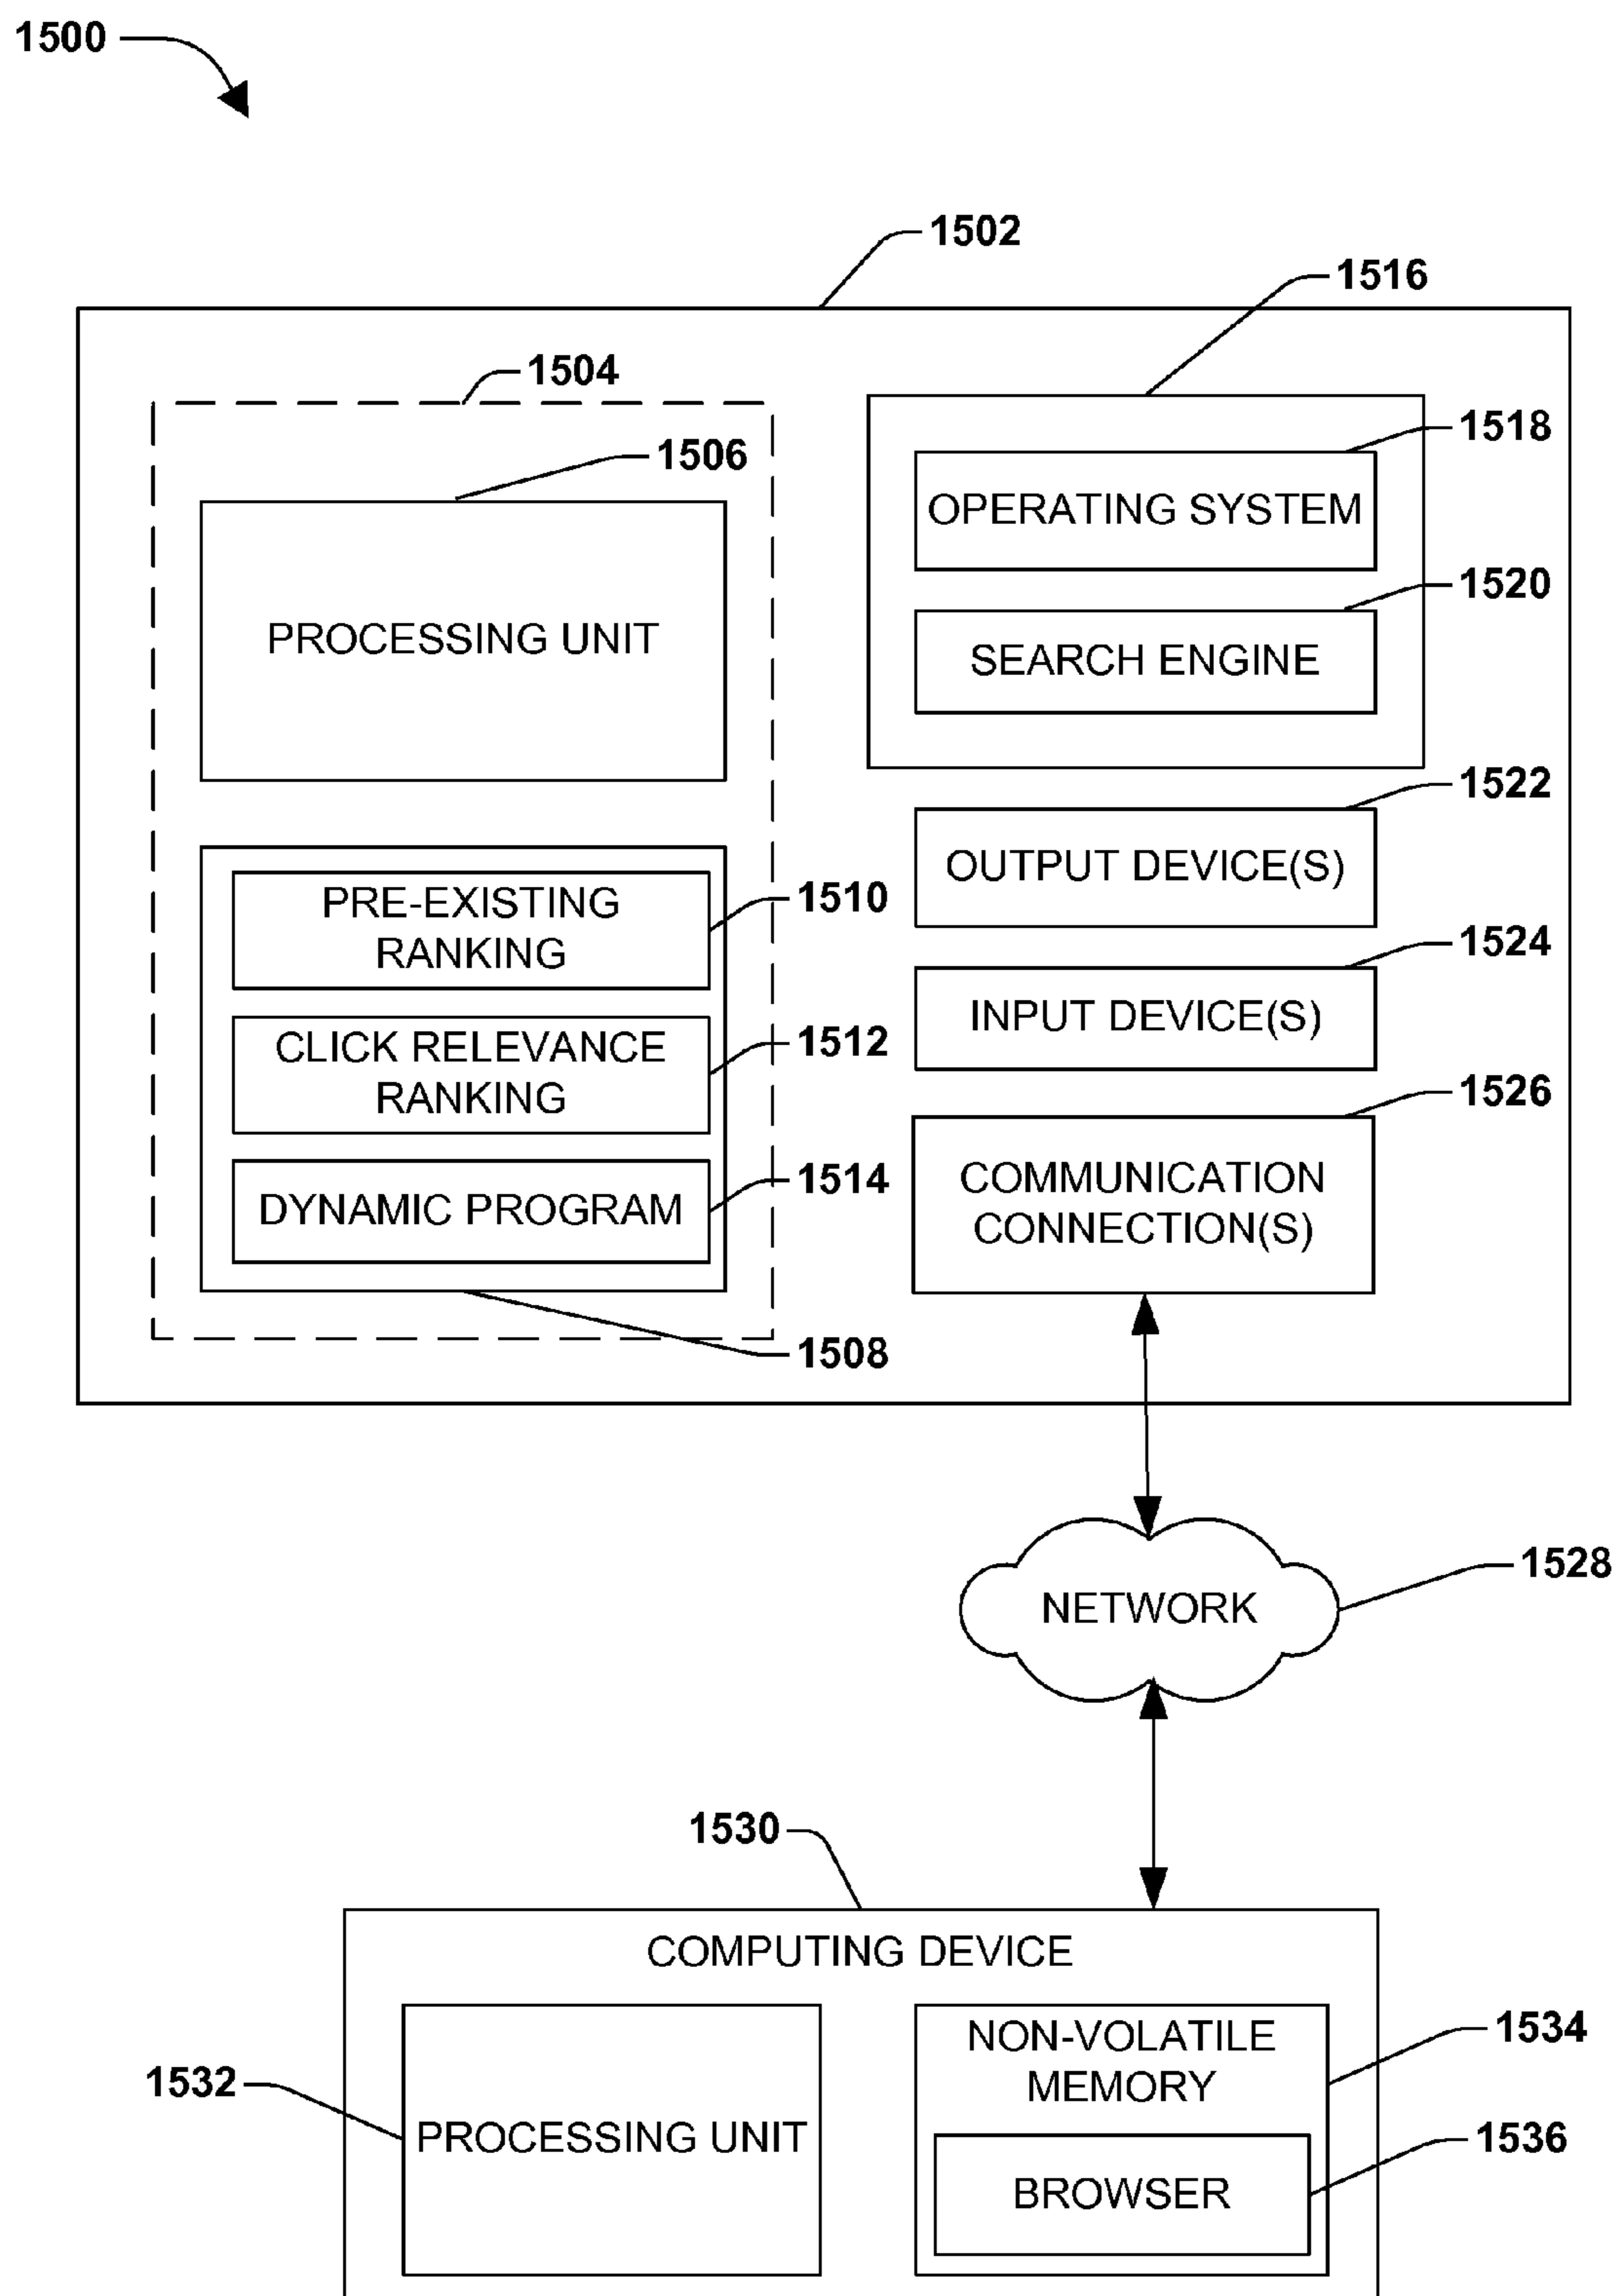 1500
1502
1516
1504
1518
1506
OPERATING SYSTEM
1520
PROCESSING UNIT
SEARCH ENGINE
1522
OUTPUT DEVICE(S)
PRE-EXISTING
RANKING
1510
1524
INPUT DEVICE(S)
CLICK RELEVANCE
RANKING
1512
1526
COMMUNICATION
CONNECTION(S)
DYNAMIC PROGRAM
1514
1508
NETWORK
1528
1530
COMPUTING DEVICE
NON-VOLATILE
MEMORY
1534
1532
PROCESSING UNIT
1536
BROWSER